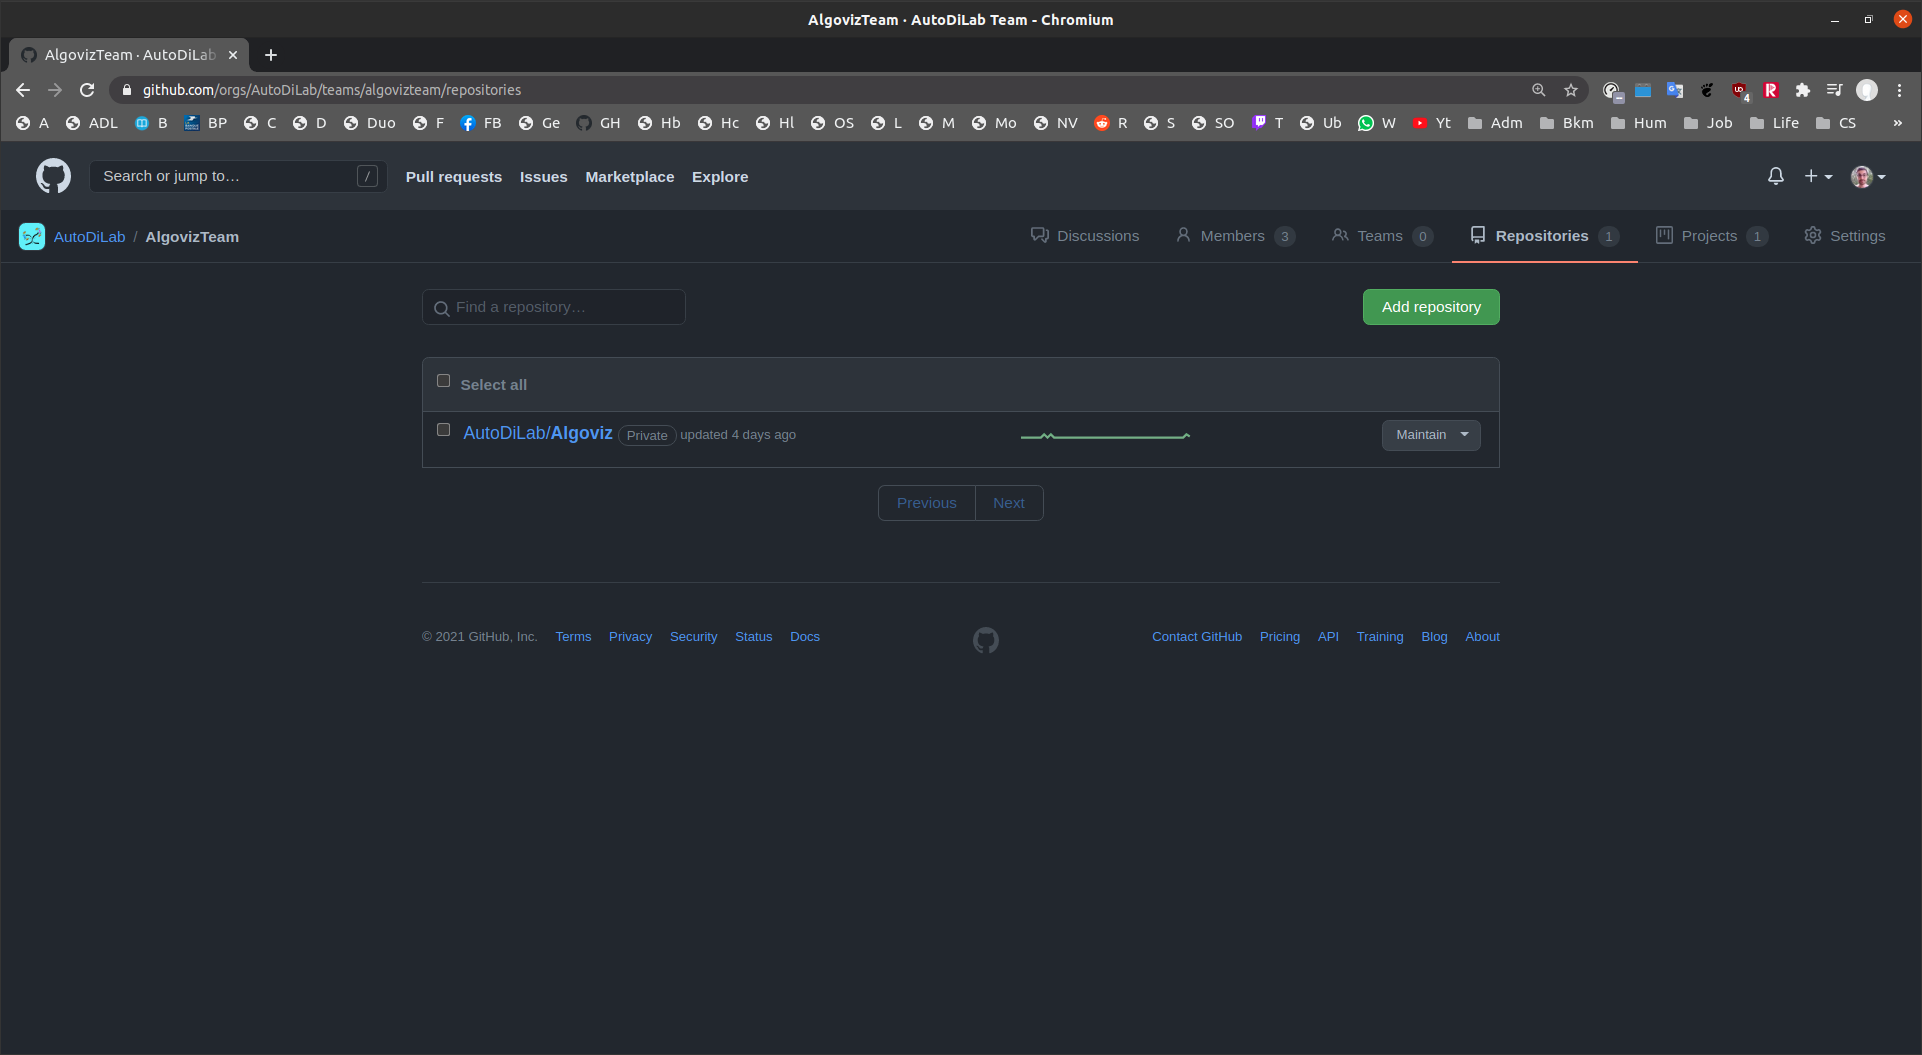 AlgovizTeam · AutoDiLab Team - Chromium
AlgovizTeam · AutoDiLab
github.com/orgs/AutoDiLab/teams/algovizteam/repositories
4
A ADL B BP C D Duo F FB Ge GH Hb Hc Hl OS L M Mo NV R S SO T Ub W Yt Adm Bkm Hum Job Life CS »
Search or jump to… / Pull requests Issues Marketplace Explore
AutoDiLab / AlgovizTeam Discussions Members 3 Teams 0 Repositories 1 Projects 1 Settings
Find a repository… Add repository
Select all
AutoDiLab/Algoviz Private updated 4 days ago Maintain
Previous Next
© 2021 GitHub, Inc. Terms Privacy Security Status Docs Contact GitHub Pricing API Training Blog About